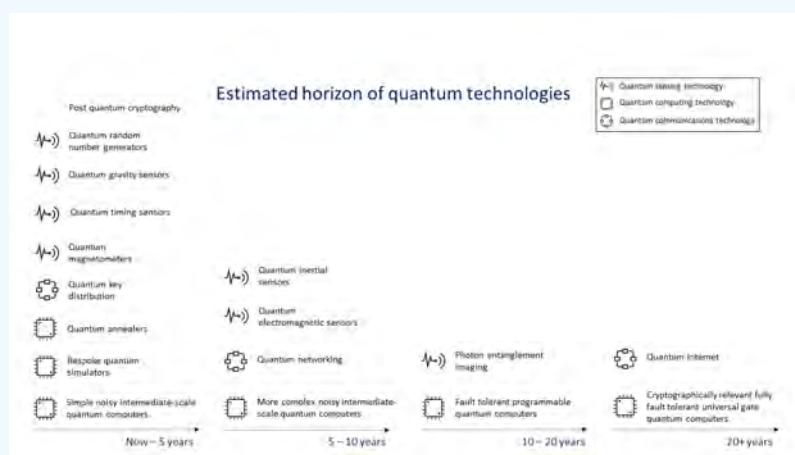 Estimated horizon of quantum technologies
Quantum sensing technology
Quantum computing technology
Quantum communications technology
Post quantum cryptography
Quantum random
number generators
Quantum gravity sensors
Quantum timing sensors
Quantum
magnetometers
Quantum key
distribution
Quantum annealers
Bespoke quantum
simulators
Simple noisy intermediate-scale
quantum computers
Now – 5 years
Quantum inertial
sensors
Quantum
electromagnetic sensors
Quantum networking
More complex noisy intermediate-
scale quantum computers
5 – 10 years
Photon entanglement
imaging
Fault tolerant programmable
quantum computers
10 – 20 years
Quantum Internet
Cryptographically relevant fully
fault tolerant universal gate
quantum computers
20+ years